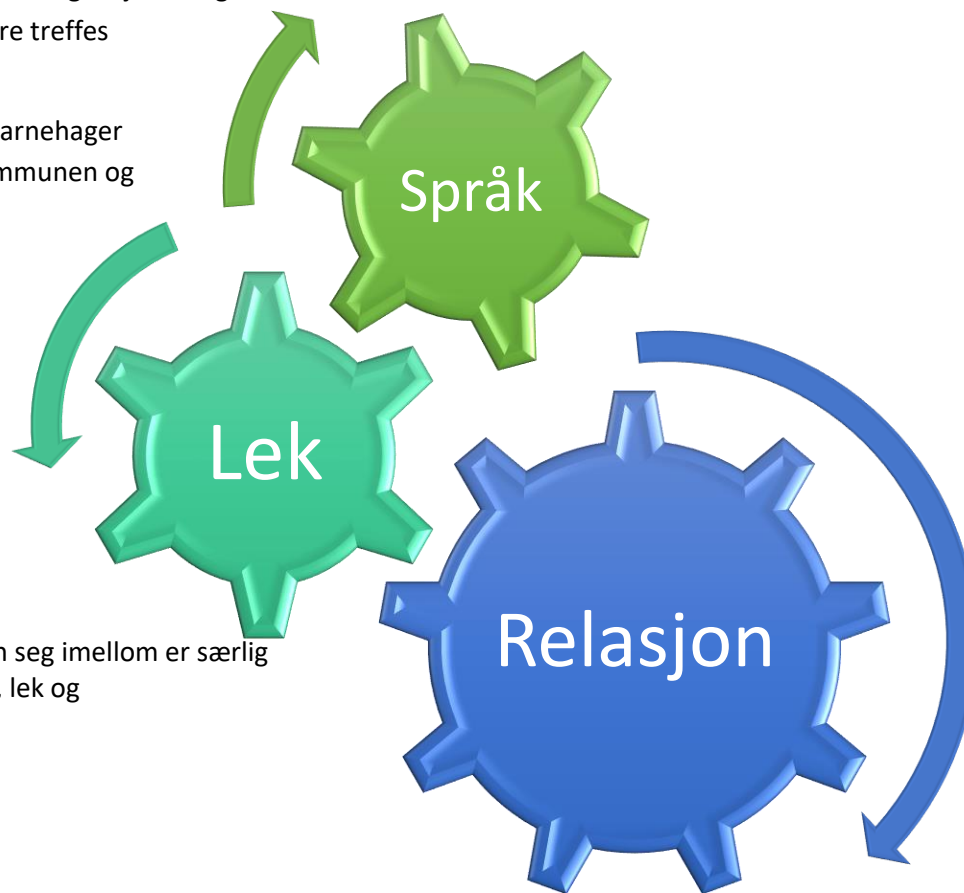 re treffes
arnehager
mmunen og
Språk
Lek
Relasjon
n seg imellom er særlig
, lek og